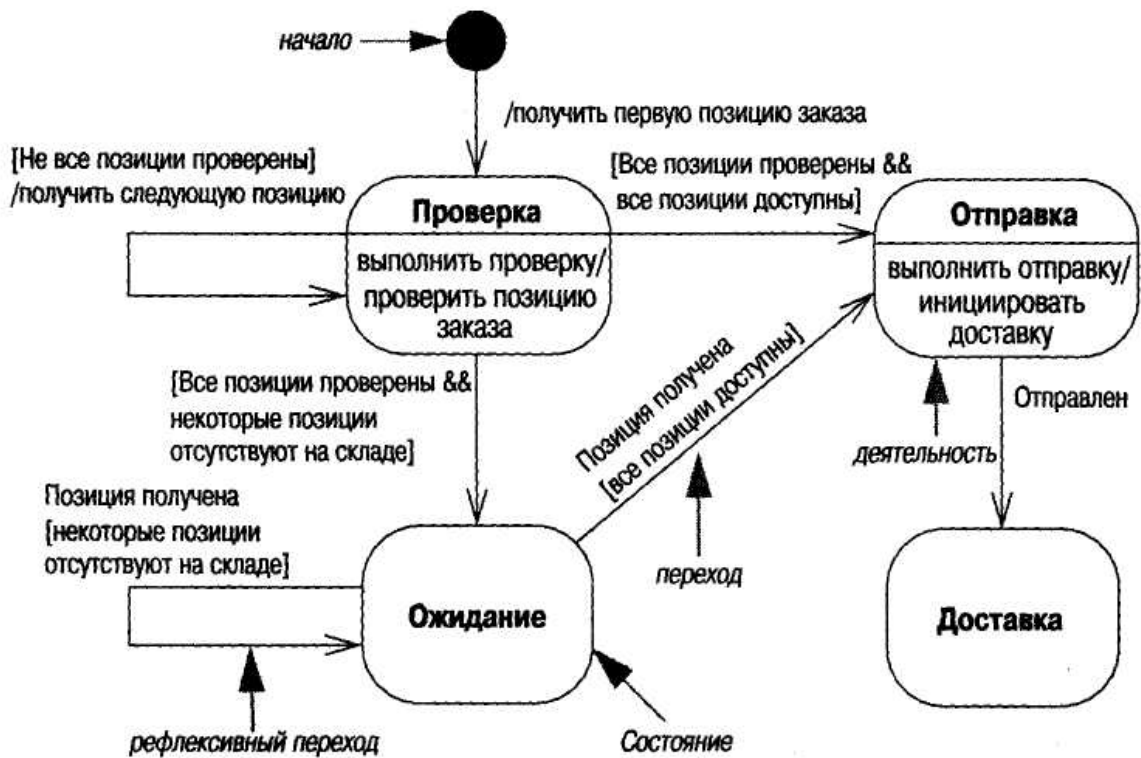 начало
/получить первую позицию заказа
[Не все позиции проверены]
/получить следующую позицию
[Все позиции проверены &&
все позиции доступны]
Проверка
выполнить проверку/
проверить позицию
заказа
Отправка
выполнить отправку/
инициировать
доставку
[Все позиции проверены &&
некоторые позиции
отсутствуют на складе]
Позиция получена
[все позиции доступны]
Отправлен
деятельность
Позиция получена
[некоторые позиции
отсутствуют на складе]
переход
Ожидание
Доставка
рефлексивный переход
Состояние